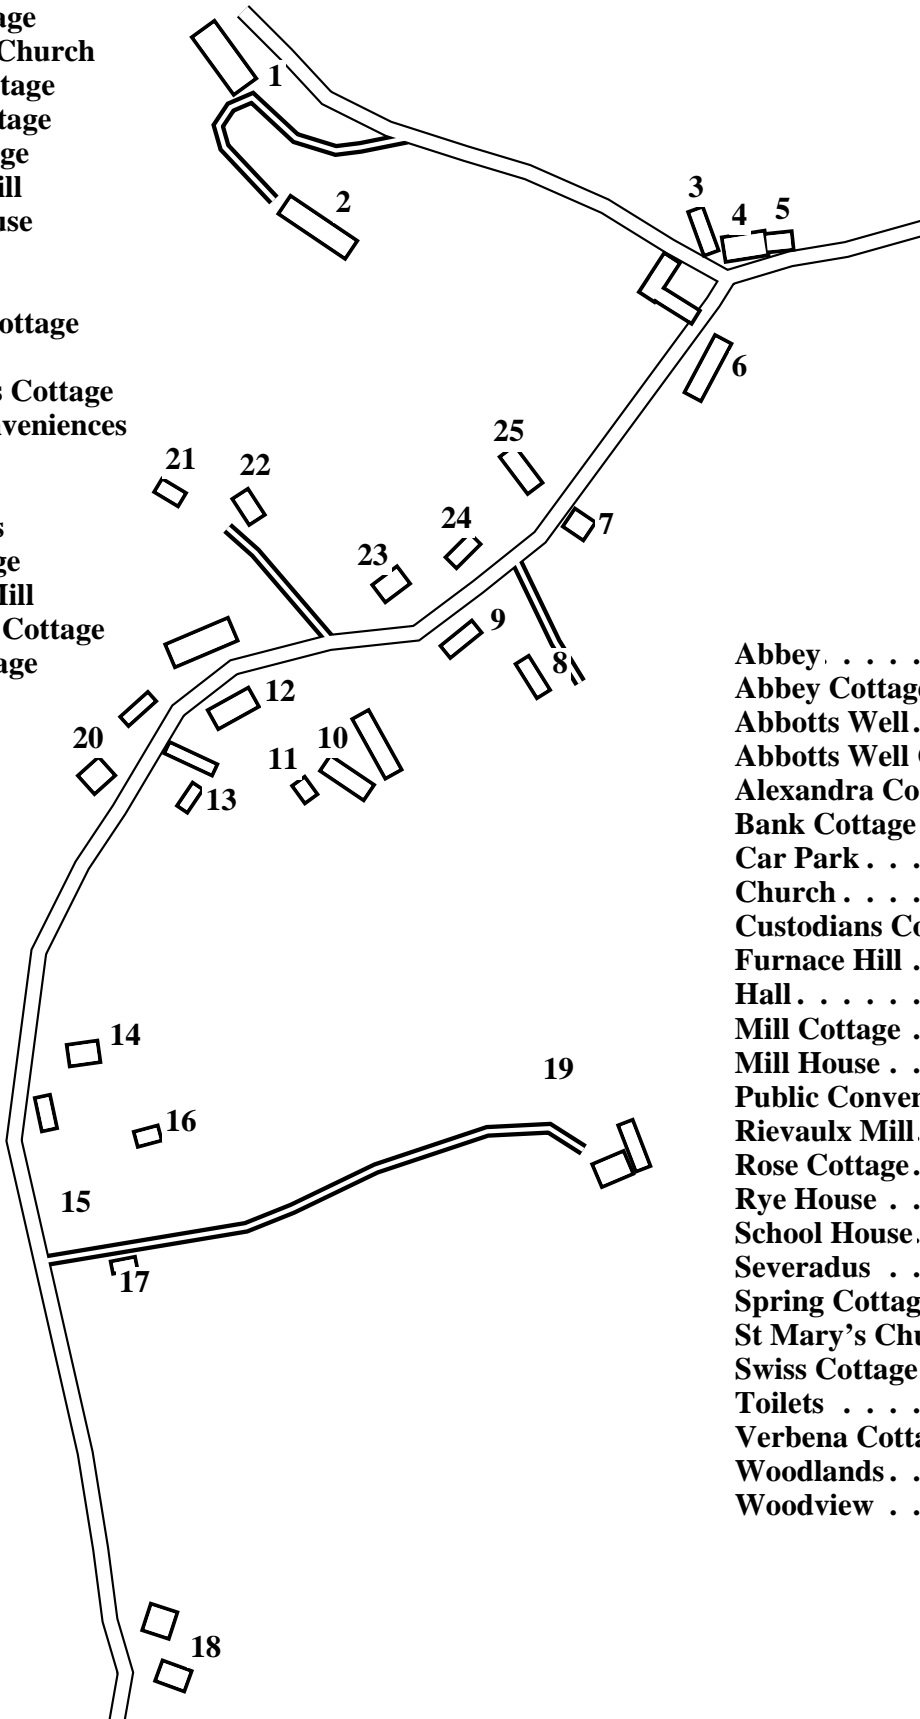 age
Church
tage
tage
ge
ill
use
ottage
s Cottage
veniences
s
ge
Mill
Cottage
age
1
2
3
4
5
6
25
21
22
24
7
23
9
8
12
20
10
11
13
14
19
16
15
17
18
Abbey . . . . .
Abbey Cottage
Abbotts Well .
Abbotts Well
Alexandra Co
Bank Cottage
Car Park . . .
Church . . . .
Custodians Co
Furnace Hill .
Hall . . . . . .
Mill Cottage .
Mill House . .
Public Conven
Rievaulx Mill .
Rose Cottage .
Rye House . .
School House .
Severadus . .
Spring Cottag
St Mary’s Chu
Swiss Cottage
Toilets . . . .
Verbena Cotta
Woodlands . .
Woodview . .